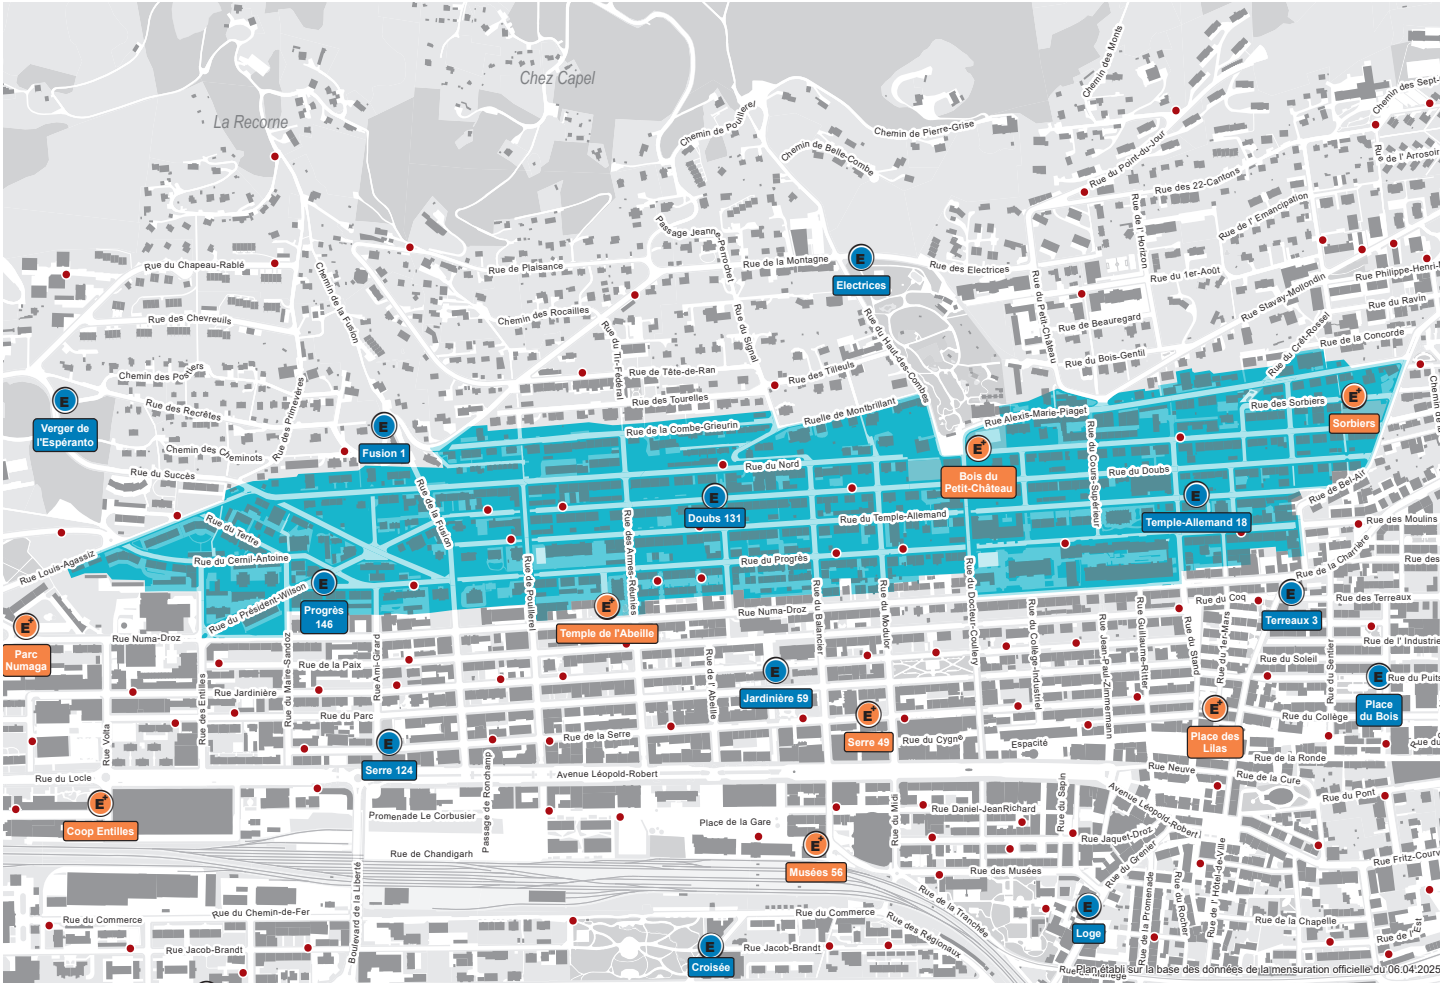 Chez Capel
La Recorne
Chemin des Monts
Chemin des Sept-
Chemin de Pouillerel
Chemin de Pierre-Grise
Chemin de Belle-Combe
Rue du Point-du-Jour
Rue de l'Arrosoir
Rue des 22-Cantons
Rue de l' Emancipation
Rue de l' Horizon
Passage Jeanne-Perrochet
Rue du Chapeau-Rablé
Rue de Plaisance
Rue de la Montagne
Rue des Electrices
Rue du 1er-Août
Rue Philippe-Henri-
E
Electrices
Chemin de la Fusion
Rue Stavay-Mollondin
Rue du Ravin
Rue des Chevreuils
Chemin des Rocailles
Rue du Signal
Rue du Petit-Château
Rue de Beauregard
Rue du Crêt-Rossel
Rue de la Concorde
Rue du Tir-Fédéral
Rue du Haut-des-Combes
Rue du Bois-Gentil
Chemin des Postiers
Rue de Tête-de-Ran
Rue des Tilleuls
Rue des Primevères
Rue des Recrêtes
Rue des Tourelles
Ruelle de Montbrillant
Rue Alexis-Marie-Piaget
Rue des Sorbiers
E+
Sorbiers
E
Verger de
l'Espéranto
E
Fusion 1
Rue de la Combe-Grieurin
Chemin des Cheminots
E+
Bois du
Petit-Château
Rue du Succès
Rue du Nord
Rue du Doubs
Rue du Cours-Supérieur
Rue de Bel-Air
E
Doubs 131
E
Temple-Allemand 18
Rue de la Fusion
Rue du Temple-Allemand
Rue des Moulins
Rue du Tertre
Rue des Armes-Réunies
Rue Louis-Agassiz
Rue du Cernil-Antoine
Rue du Progrès
Rue de la Charrière
Rue des
Rue de Pouillerel
E
Progrès
146
Rue du Président-Wilson
Rue du Balancier
Rue du Modulor
Rue du Docteur-Coullery
E+
Temple de l'Abeille
Rue Numa-Droz
Rue du Coq
E
Terreaux 3
Rue des Terreaux
E+
Parc
Numaga
Rue Numa-Droz
Rue du Collège-Industriel
Rue Jean-Paul-Zimmermann
Rue Guillaume-Ritter
Rue du Stand
Rue du 1er-Mars
Rue de l' Industrie
Rue de la Paix
Rue du Maire-Sandoz
Rue Ami-Girard
Rue de l' Abeille
E
Jardinière 59
Rue du Soleil
Rue du Sentier
Rue du Puits
E
Place
du Bois
Rue Jardinière
Rue des Entilles
Rue du Parc
E+
Serre 49
E+
Place des
Lilas
Rue du Collège
Rue Volta
E
Serre 124
Rue de la Serre
Rue du Cygne
Espacité
Rue du
Rue de la Ronde
Rue du Locle
Avenue Léopold-Robert
Rue Neuve
Rue de la Cure
E+
Coop Entilles
Promenade Le Corbusier
Passage de Ronchamp
Place de la Gare
Rue du Midi
Rue Daniel-JeanRichard
Rue du Sapin
Avenue Léopold-Robert
Rue du Pont
Rue Jaquet-Droz
Rue de Chandigarh
E+
Musées 56
Rue du Grenier
Rue des Musées
Rue Fritz-Courv
Boulevard de la Liberté
Rue de la Tranchée
Rue de la Promenade
Rue du Rocher
Rue de l' Hôtel-de-Ville
Rue du Commerce
Rue du Chemin-de-Fer
Rue du Commerce
Rue des Régionaux
E
Loge
Rue de la Chapelle
Rue de l'Est
Rue Jacob-Brandt
E
Croisée
Rue Jacob-Brandt
Rue du Manège
Plan établi sur la base des données de la mensuration officielle du 06.04.2025